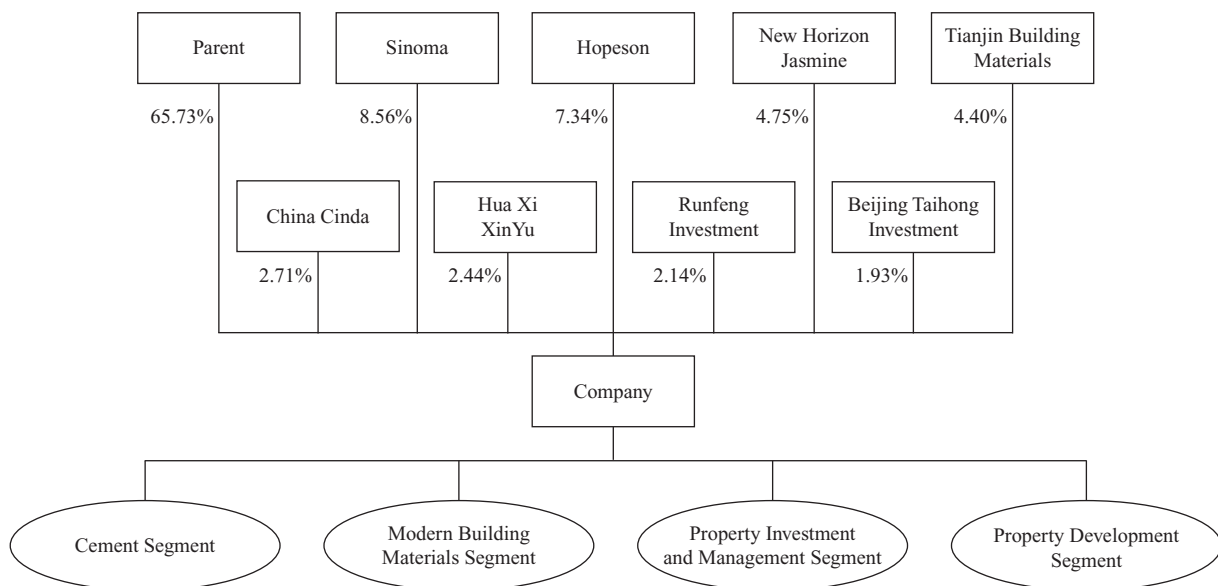 Parent
Sinoma
Hopeson
New Horizon
Jasmine
Tianjin Building
Materials
65.73%
8.56%
7.34%
4.75%
4.40%
China Cinda
Hua Xi
XinYu
Runfeng
Investment
Beijing Taihong
Investment
2.71%
2.44%
2.14%
1.93%
Company
Cement Segment
Modern Building
Materials Segment
Property Investment
and Management Segment
Property Development
Segment